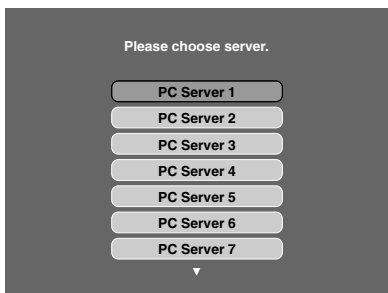 Please choose server.
PC Server 1
PC Server 2
PC Server 3
PC Server 4
PC Server 5
PC Server 6
PC Server 7